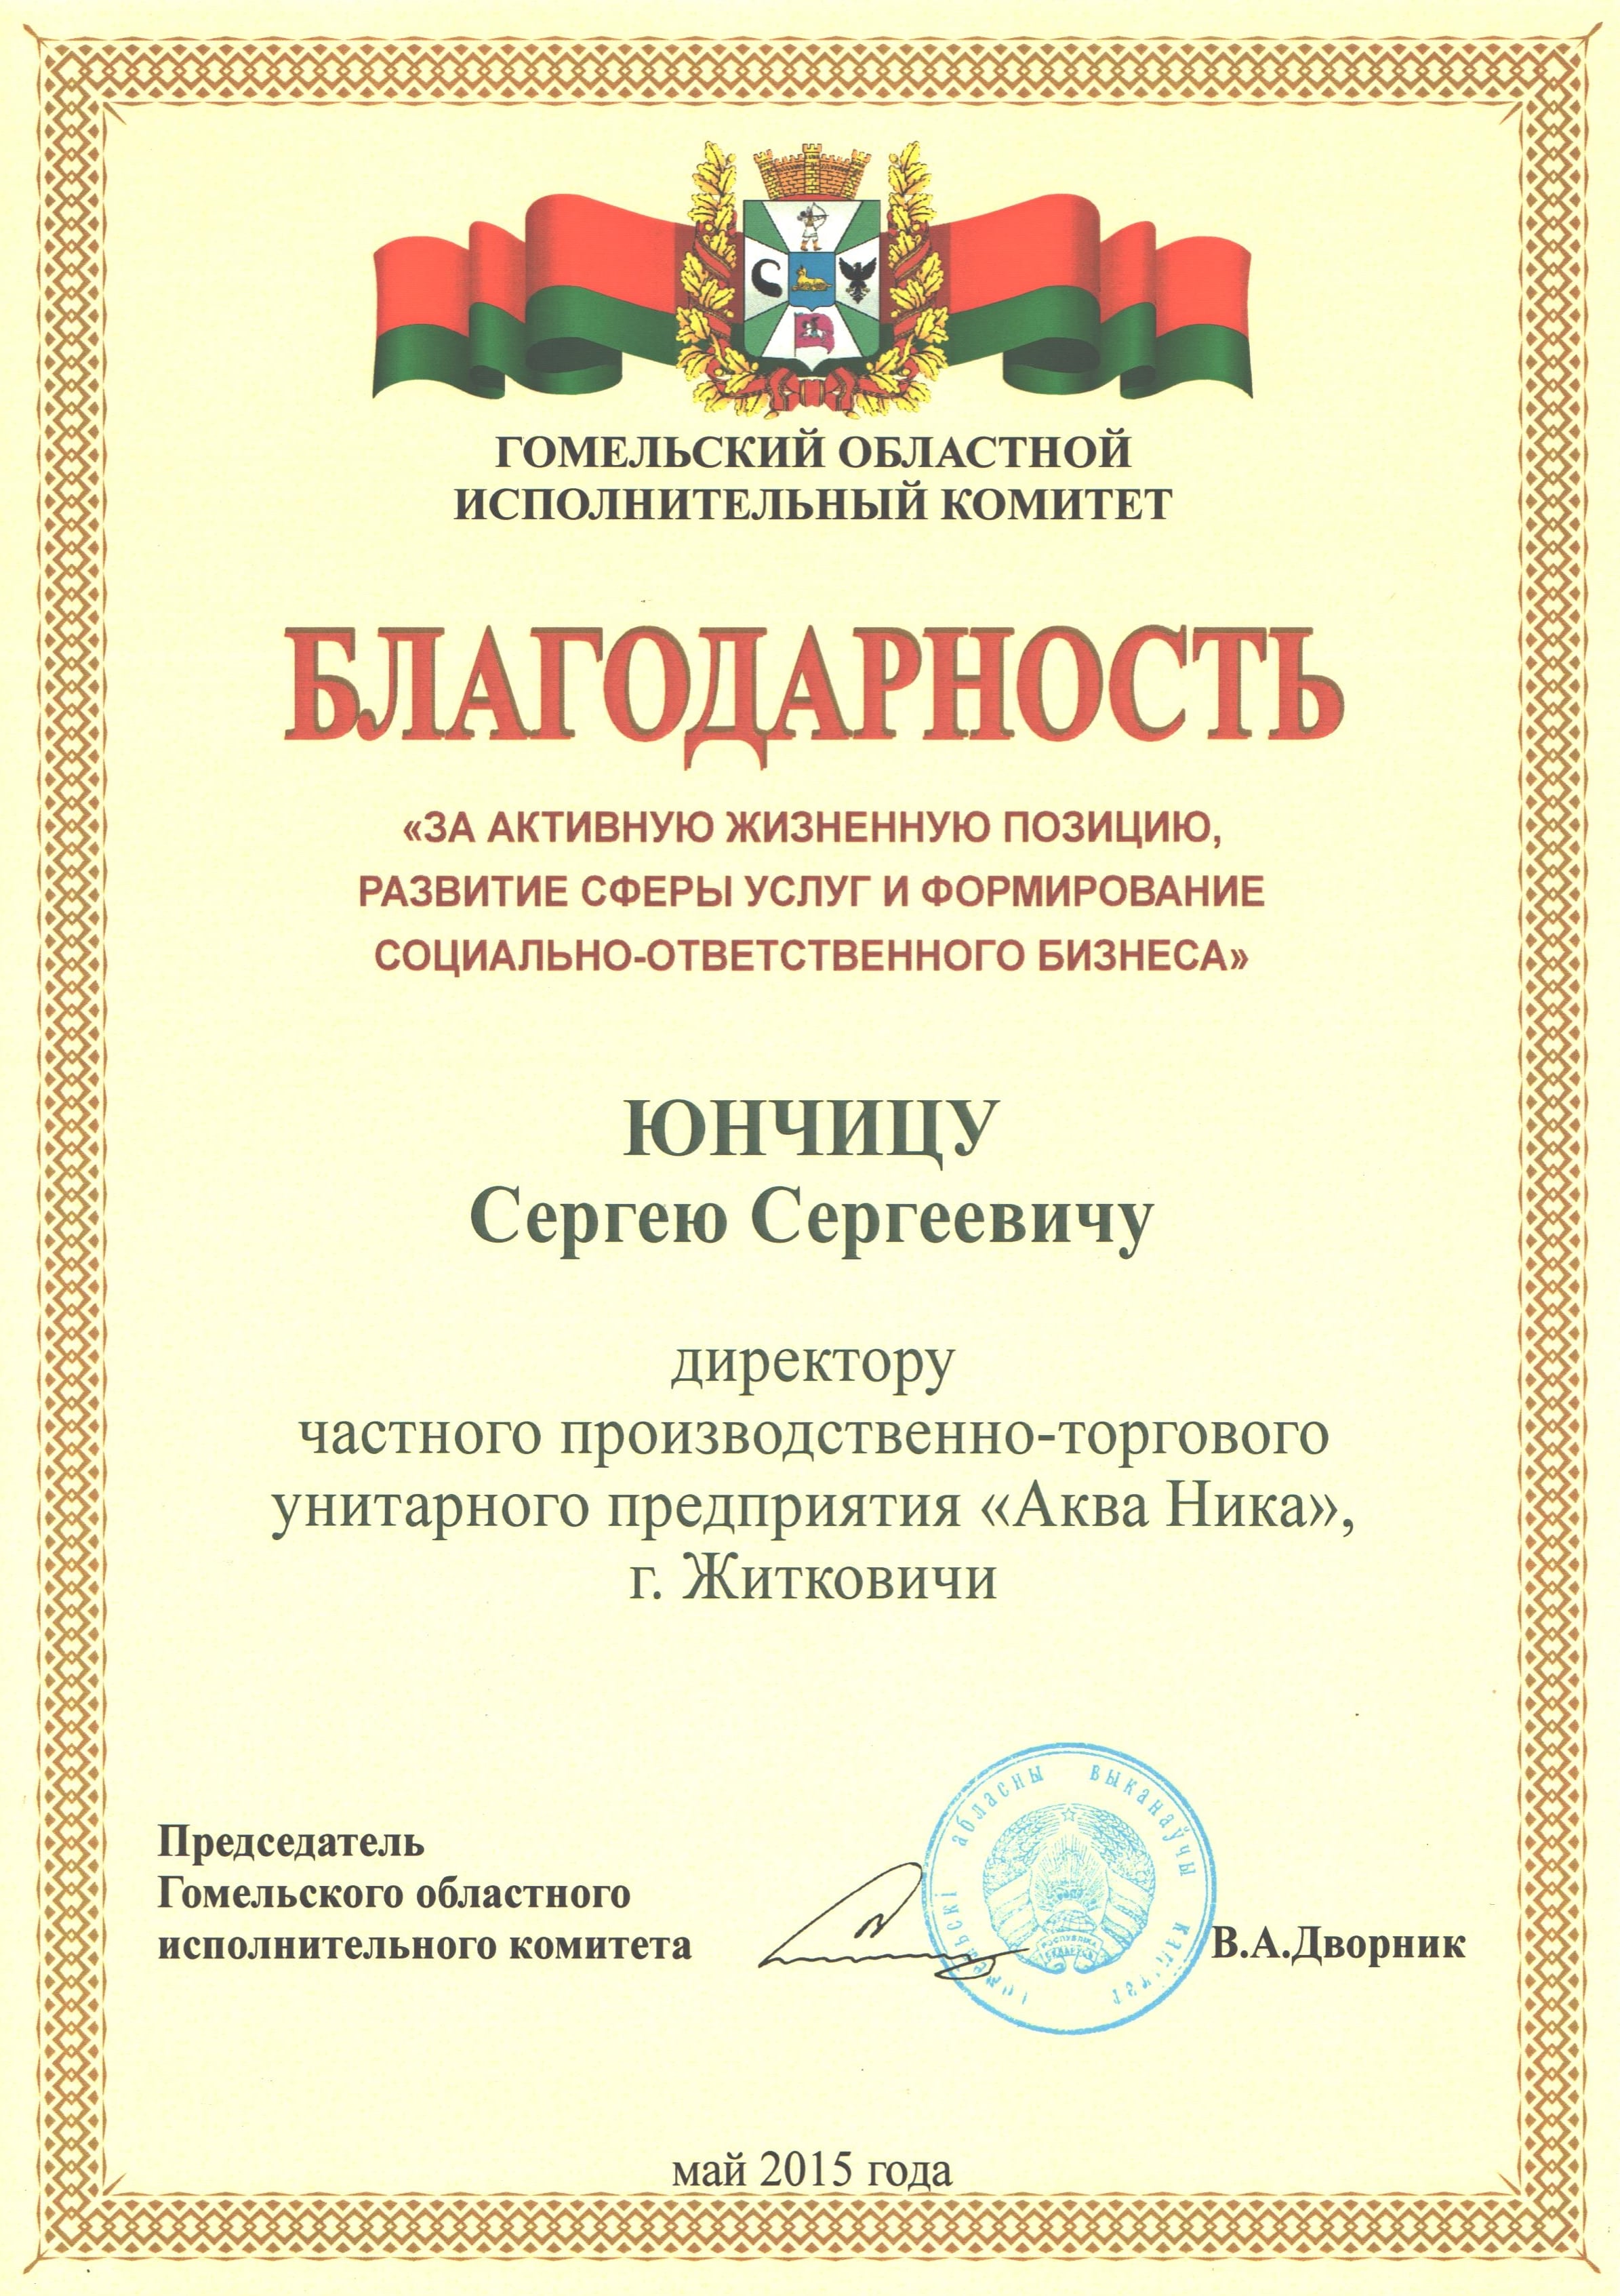 ГОМЕЛЬСКИЙ ОБЛАСТНОЙ
ИСПОЛНИТЕЛЬНЫЙ КОМИТЕТ
БЛАГОДАРНОСТЬ
«ЗА АКТИВНУЮ ЖИЗНЕННУЮ ПОЗИЦИЮ,
РАЗВИТИЕ СФЕРЫ УСЛУГ И ФОРМИРОВАНИЕ
СОЦИАЛЬНО-ОТВЕТСТВЕННОГО БИЗНЕСА»
ЮНЧИЦУ
Сергею Сергеевичу
директору
частного производственно-торгового
унитарного предприятия «Аква Ника»,
г. Житковичи
Председатель
Гомельского областного
исполнительного комитета
абласны выканаўчы
В.А.Дворник
май 2015 года